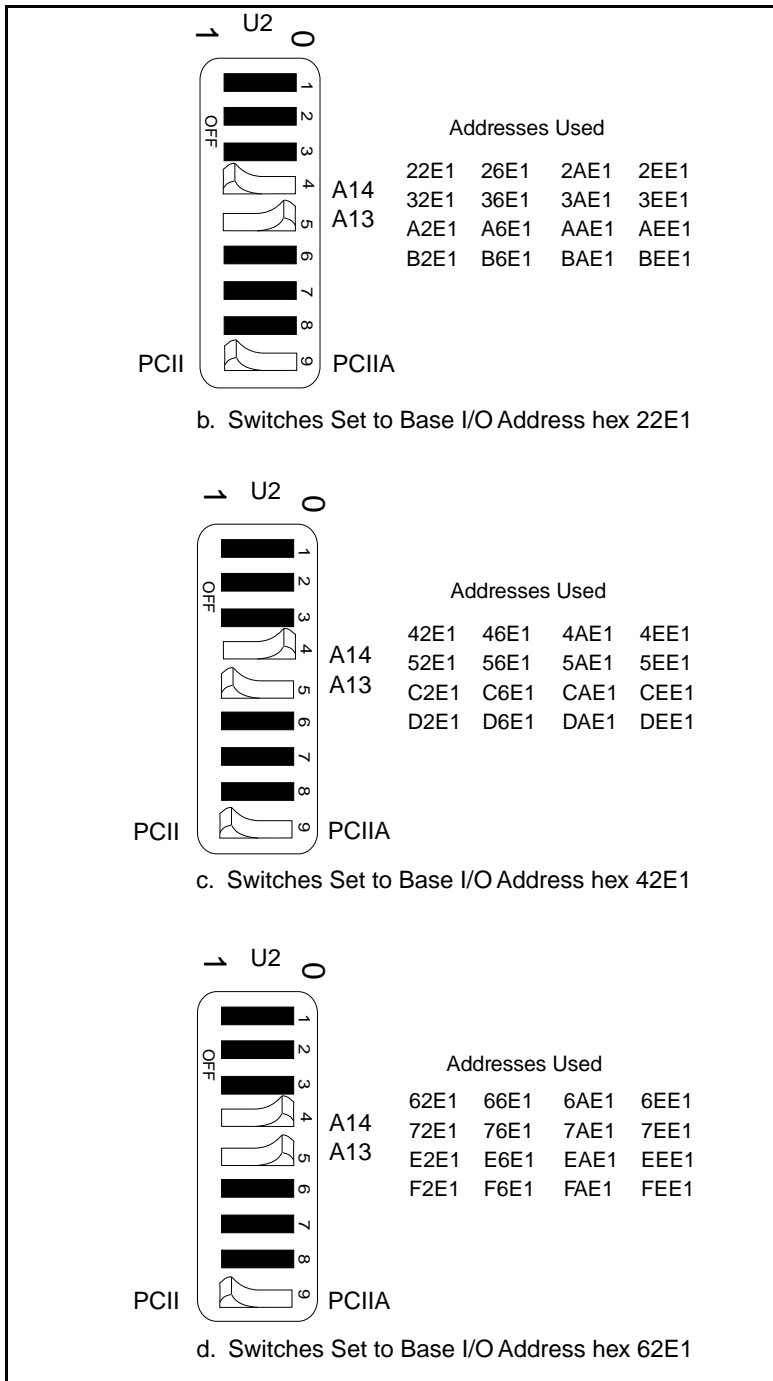 1 U2 0
OFF
1
2
3
4 A14
5 A13
6
7
8
PCII 9 PCIIA
Addresses Used
22E1 26E1 2AE1 2EE1
32E1 36E1 3AE1 3EE1
A2E1 A6E1 AAE1 AEE1
B2E1 B6E1 BAE1 BEE1
b. Switches Set to Base I/O Address hex 22E1
1 U2 0
OFF
1
2
3
4 A14
5 A13
6
7
8
PCII 9 PCIIA
Addresses Used
42E1 46E1 4AE1 4EE1
52E1 56E1 5AE1 5EE1
C2E1 C6E1 CAE1 CEE1
D2E1 D6E1 DAE1 DEE1
c. Switches Set to Base I/O Address hex 42E1
1 U2 0
OFF
1
2
3
4 A14
5 A13
6
7
8
PCII 9 PCIIA
Addresses Used
62E1 66E1 6AE1 6EE1
72E1 76E1 7AE1 7EE1
E2E1 E6E1 EAE1 EEE1
F2E1 F6E1 FAE1 FEE1
d. Switches Set to Base I/O Address hex 62E1